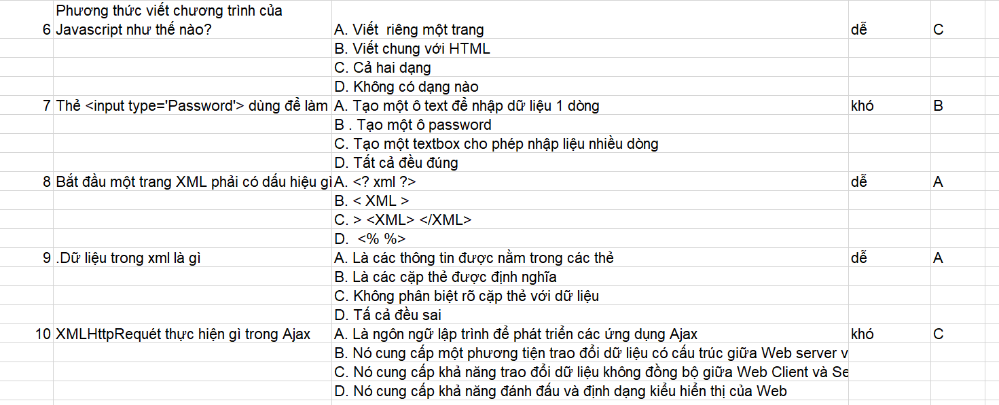 Phương thức viết chương trình của
6 Javascript như thế nào? A. Viết  riêng một trang dễ C
B. Viết chung với HTML
C. Cả hai dạng
D. Không có dạng nào
7 Thẻ <input type='Password'> dùng để làm A. Tạo một ô text để nhập dữ liệu 1 dòng khó B
B . Tạo một ô password
C. Tạo một textbox cho phép nhập liệu nhiều dòng
D. Tất cả đều đúng
8 Bắt đầu một trang XML phải có dấu hiệu gì A. <? xml ?> dễ A
B. < XML >
C. > <XML> </XML>
D.  <% %>
9 .Dữ liệu trong xml là gì A. Là các thông tin được nằm trong các thẻ dễ A
B. Là các cặp thẻ được định nghĩa
C. Không phân biệt rõ cặp thẻ với dữ liệu
D. Tấ cả đều sai
10 XMLHttpRequét thực hiện gì trong Ajax A. Là ngôn ngữ lập trình để phát triển các ứng dụng Ajax khó C
B. Nó cung cấp một phương tiện trao đổi dữ liệu có cấu trúc giữa Web server v
C. Nó cung cấp khả năng trao đổi dữ liệu không đồng bộ giữa Web Client và Se
D. Nó cung cấp khả năng đánh đấu và định dạng kiểu hiển thị của Web